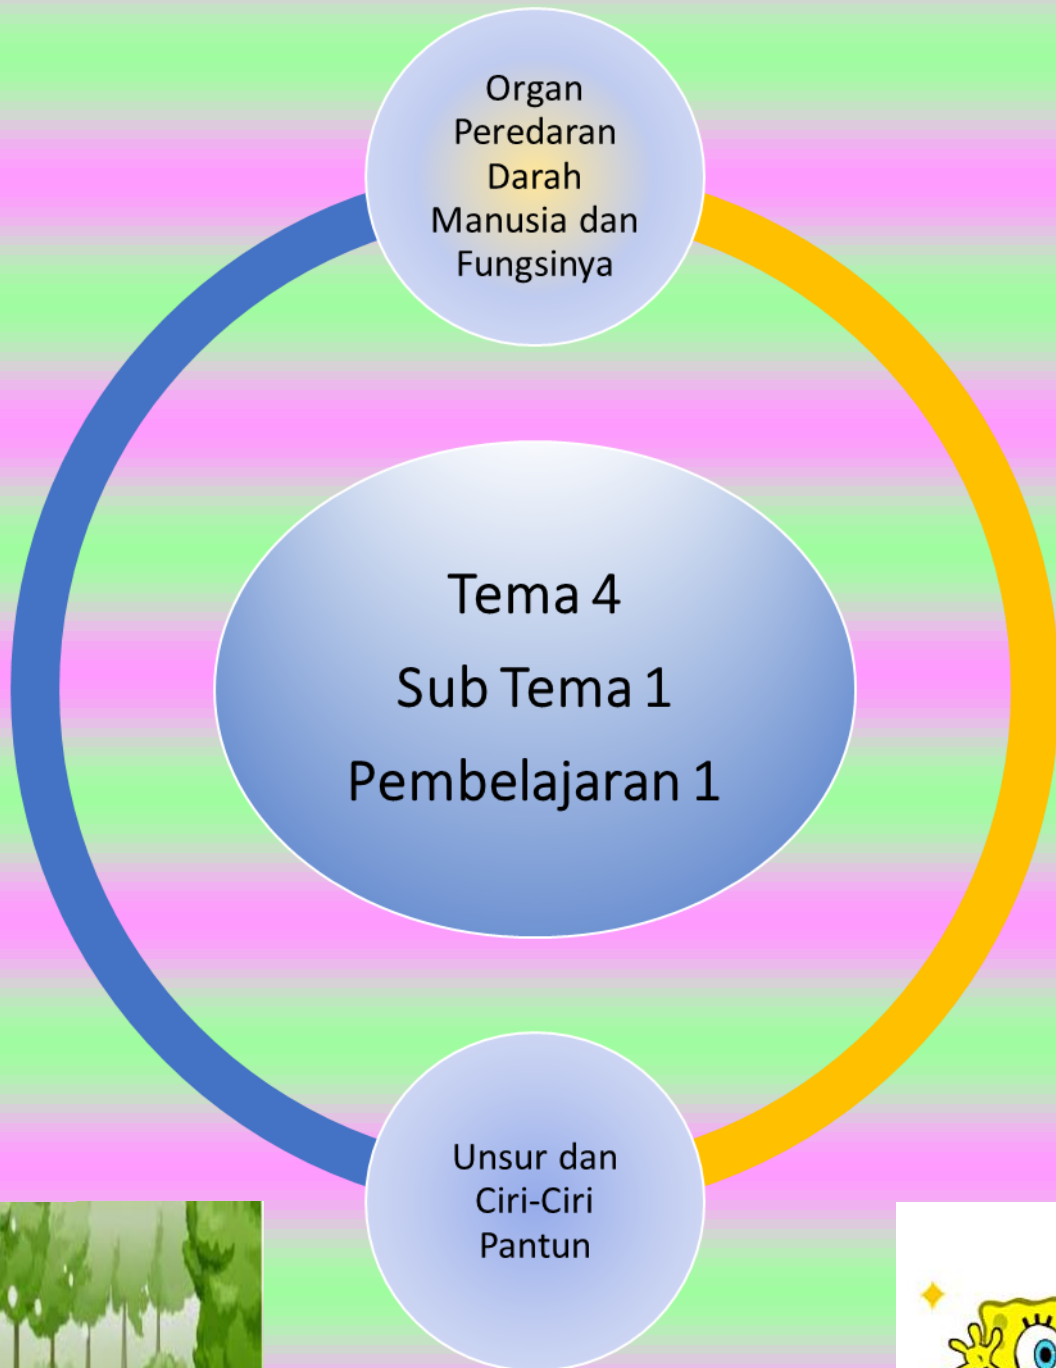 Organ
Peredaran
Darah
Manusia dan
Fungsinya
Tema 4
Sub Tema 1
Pembelajaran 1
Unsur dan
Ciri-Ciri
Pantun